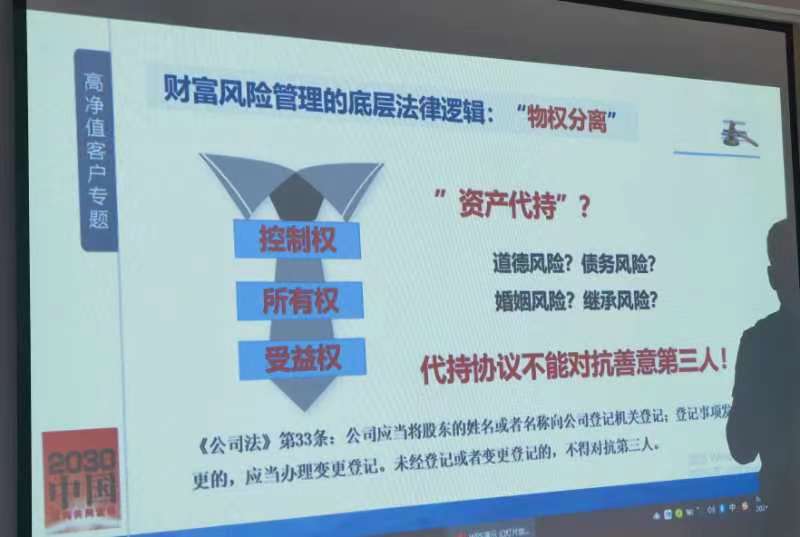 高净值客户专题
财富风险管理的底层法律逻辑：“物权分离”
”资产代持”？
控制权
道德风险？债务风险？
所有权
婚姻风险？继承风险？
受益权
代持协议不能对抗善意第三人！
《公司法》第33条：公司应当将股东的姓名或者名称向公司登记机关登记；登记事项发
更的，应当办理变更登记。未经登记或者变更登记的，不得对抗第三人。
2030
中国
中